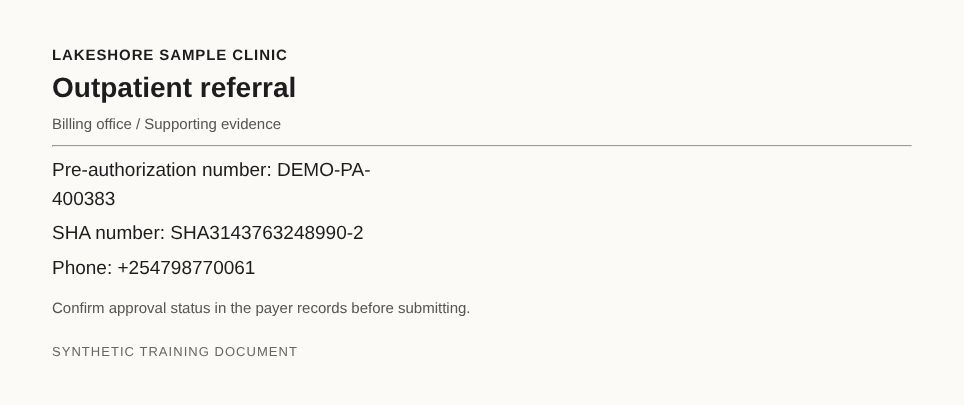 LAKESHORE SAMPLE CLINIC
Outpatient referral
Billing office / Supporting evidence
Pre-authorization number: DEMO-PA-
400383
SHA number: SHA3143763248990-2
Phone: +254798770061
Confirm approval status in the payer records before submitting.
SYNTHETIC TRAINING DOCUMENT